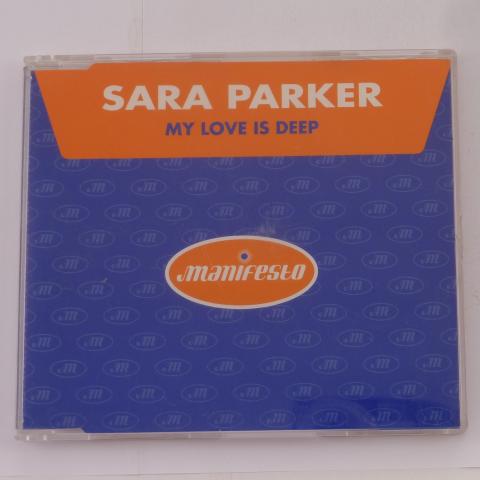 SARA PARKER
MY LOVE IS DEEP
manifesto